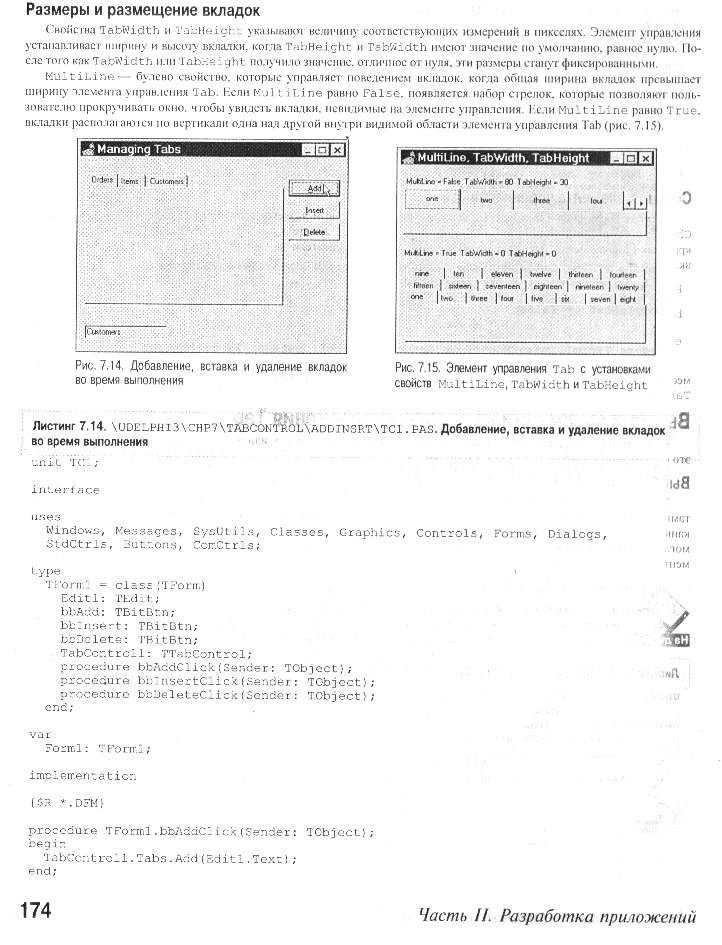 Размеры и размещение вкладок
Свойства TabWidth и TabHeight указывают величину соответствующих измерений в пикселях. Элемент управления
устанавливает ширину и высоту вкладки, когда TabHeight и TabWidth имеют значение по умолчанию, равное нулю. По-
сле того как TabWidth или TabHeight получило значение, отличное от нуля, эти размеры станут фиксированными.
MultiLine — булево свойство, которые управляет поведением вкладок, когда общая ширина вкладок превышает
ширину элемента управления Tab. Если MultiLine равно False, появляется набор стрелок, которые позволяют поль-
зователю прокручивать окно, чтобы увидеть вкладки, невидимые на элементе управления. Если MultiLine равно True,
вкладки располагаются по вертикали одна над другой внутри видимой области элемента управления Tab (рис. 7.15).
Managing Tabs
Orders Items Customers
Add
Insert
Delete
Customers
Рис. 7.14. Добавление, вставка и удаление вкладок
во время выполнения
MultiLine, TabWidth, TabHeight
MultiLine = False TabWidth = 80 TabHeight = 30
one two three four
MultiLine = True TabWidth = 0 TabHeight = 0
nine ten eleven twelve thirteen fourteen
fifteen sixteen seventeen eighteen nineteen twenty
one two three four five six seven eight
Рис. 7.15. Элемент управления Tab с установками
свойств MultiLine, TabWidth и TabHeight
Листинг 7.14. \UDELPHI3\CHP7\TABCONTROL\ADDINSRT\TC1.PAS. Добавление, вставка и удаление вкладок
во время выполнения
unit TC1;
interface
uses
Windows, Messages, SysUtils, Classes, Graphics, Controls, Forms, Dialogs,
StdCtrls, Buttons, ComCtrls;
type
TForm1 = class(TForm)
Edit1: TEdit;
bbAdd: TBitBtn;
bbInsert: TBitBtn;
bbDelete: TBitBtn;
TabControl1: TTabControl;
procedure bbAddClick(Sender: TObject);
procedure bbInsertClick(Sender: TObject);
procedure bbDeleteClick(Sender: TObject);
end;
var
Form1: TForm1;
implementation
{$R *.DFM}
procedure TForm1.bbAddClick(Sender: TObject);
begin
TabControl1.Tabs.Add(Edit1.Text);
end;
174
Часть II. Разработка приложений